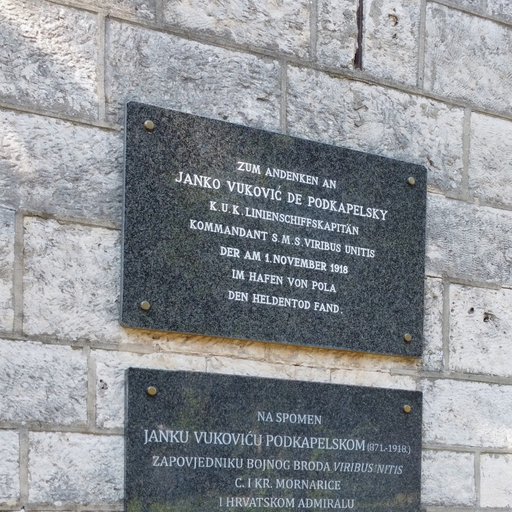 ZUM ANDENKEN AN
JANKO VUKOVIĆ DE PODKAPELSKY
K.U.K. LINIENSCHIFFSKAPITÄN
KOMMANDANT S.M.S. VIRIBUS UNITIS
DER AM 1. NOVEMBER 1918
IM HAFEN VON POLA
DEN HELDENTOD FAND.
NA SPOMEN
JANKU VUKOVIĆU PODKAPELSKOM (1871.-1918.)
ZAPOVJEDNIKU BOJNOG BRODA VIRIBUS UNITIS
C. I KR. MORNARICE
I HRVATSKOM ADMIRALU